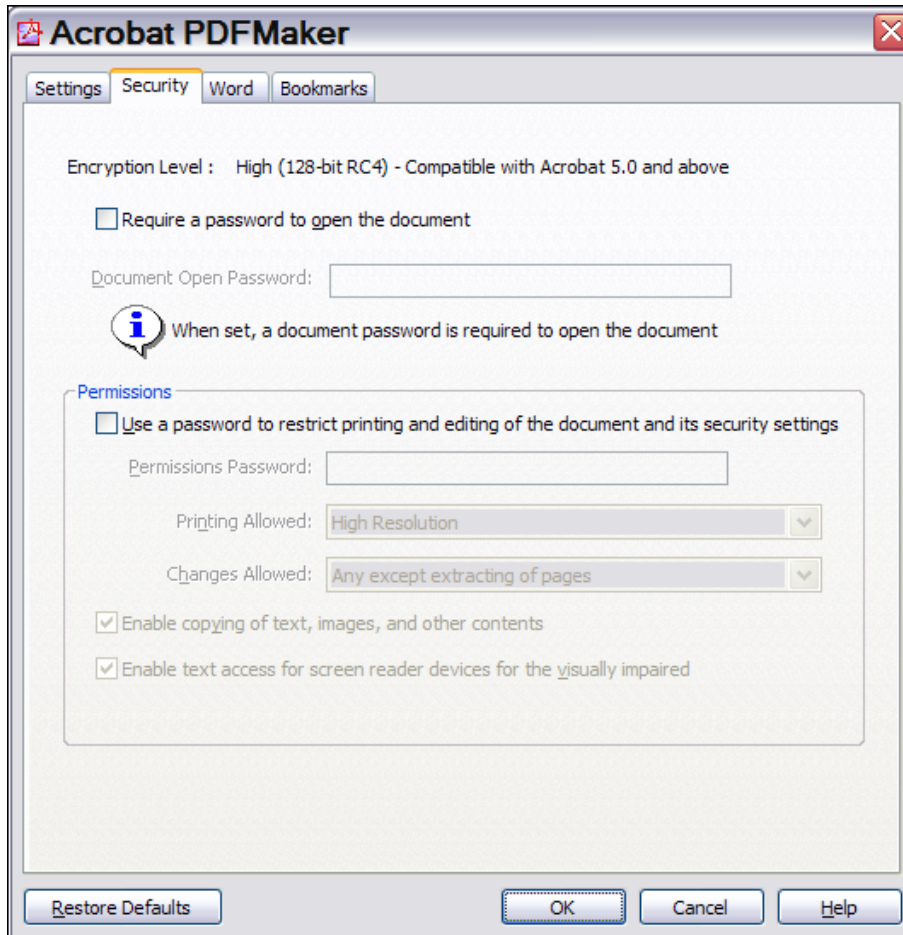 Acrobat PDFMaker
Settings Security Word Bookmarks
Encryption Level : High (128-bit RC4) - Compatible with Acrobat 5.0 and above
Require a password to open the document
Document Open Password:
When set, a document password is required to open the document
Permissions
Use a password to restrict printing and editing of the document and its security settings
Permissions Password:
Printing Allowed: High Resolution
Changes Allowed: Any except extracting of pages
Enable copying of text, images, and other contents
Enable text access for screen reader devices for the visually impaired
Restore Defaults OK Cancel Help